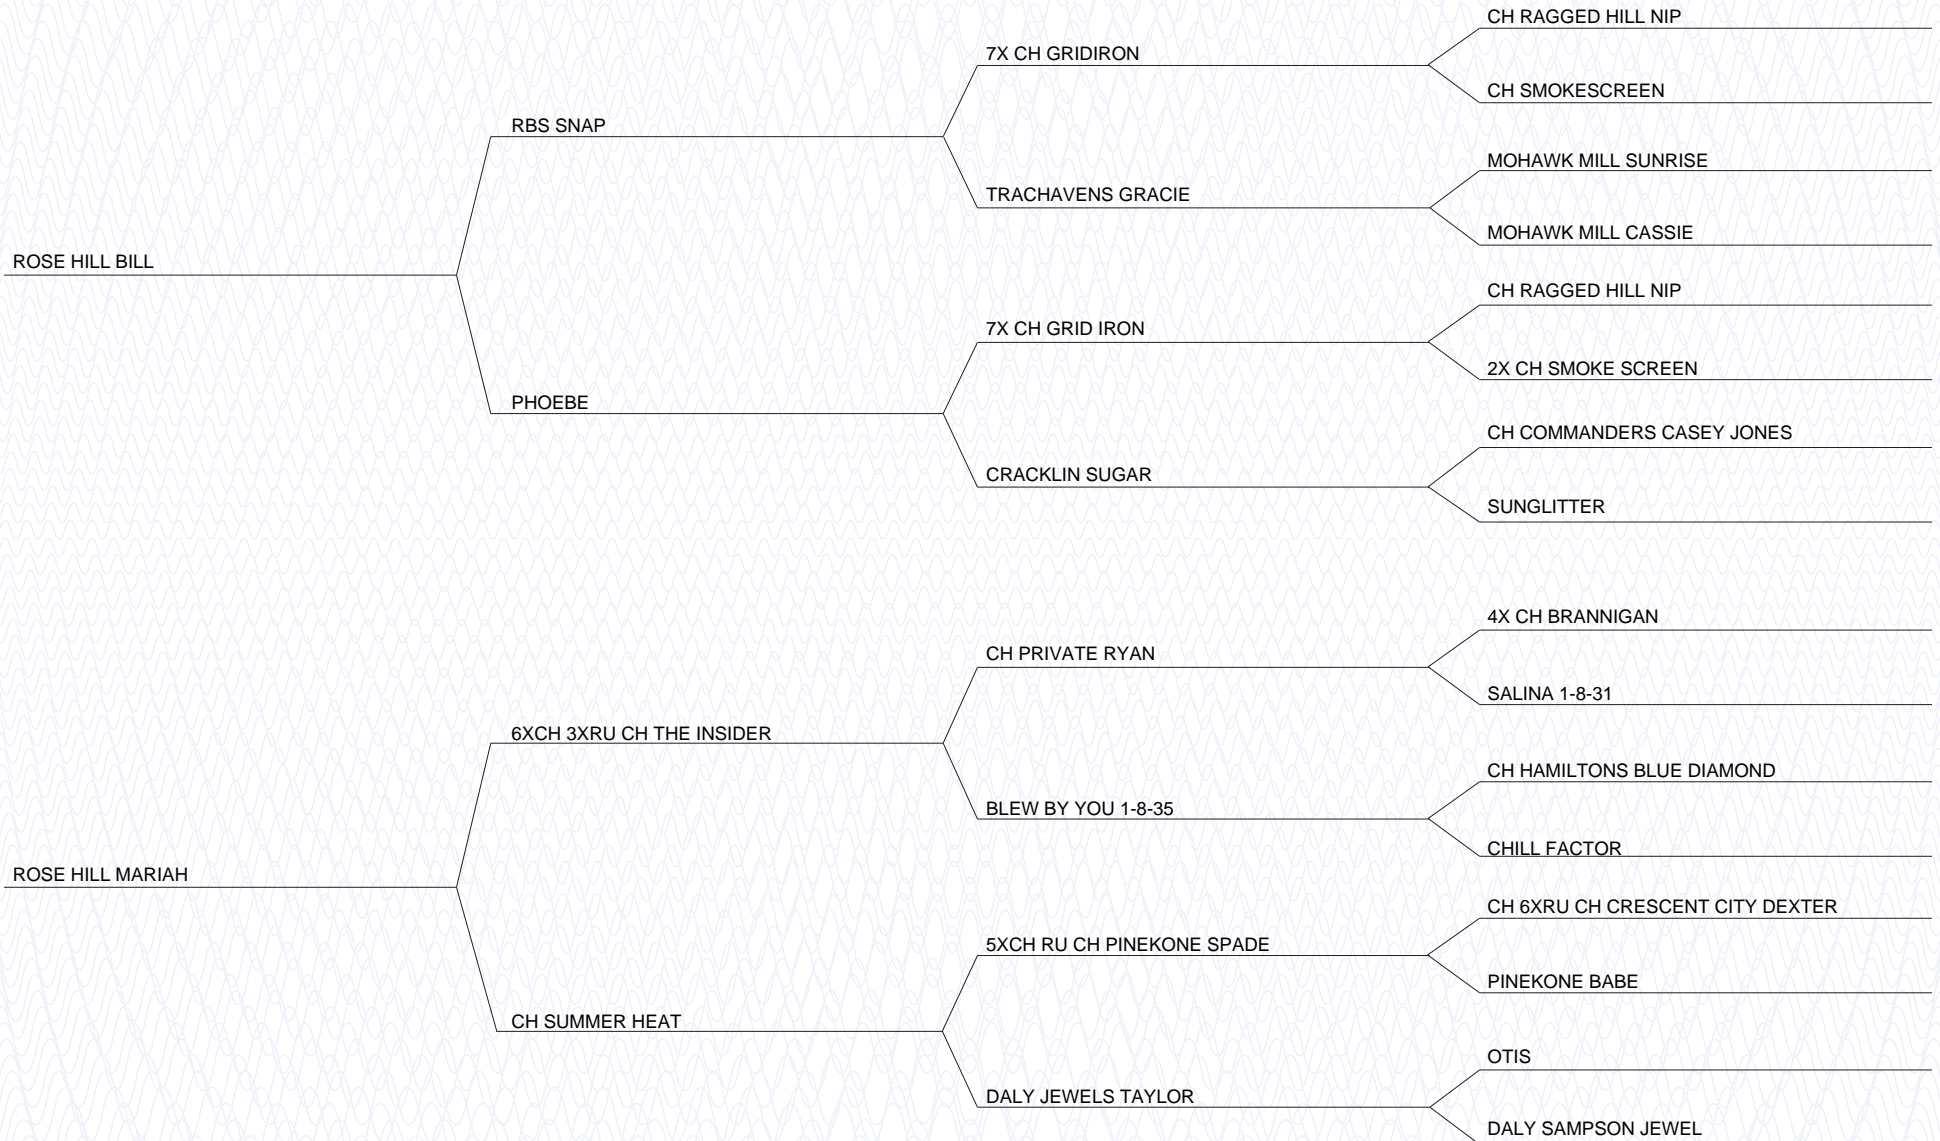 CH RAGGED HILL NIP
7X CH GRIDIRON
CH SMOKESCREEN
RBS SNAP
MOHAWK MILL SUNRISE
TRACHAVENS GRACIE
MOHAWK MILL CASSIE
ROSE HILL BILL
CH RAGGED HILL NIP
7X CH GRID IRON
2X CH SMOKE SCREEN
PHOEBE
CH COMMANDERS CASEY JONES
CRACKLIN SUGAR
SUNGLITTER
4X CH BRANNIGAN
CH PRIVATE RYAN
SALINA 1-8-31
6XCH 3XRU CH THE INSIDER
CH HAMILTONS BLUE DIAMOND
BLEW BY YOU 1-8-35
CHILL FACTOR
ROSE HILL MARIAH
CH 6XRU CH CRESCENT CITY DEXTER
5XCH RU CH PINEKONE SPADE
PINEKONE BABE
CH SUMMER HEAT
OTIS
DALY JEWELS TAYLOR
DALY SAMPSON JEWEL